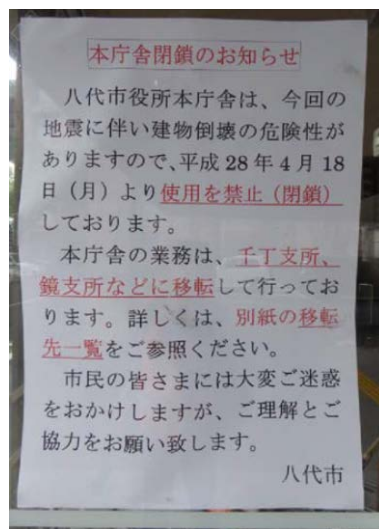 本庁舎閉鎖のお知らせ
八代市役所本庁舎は、今回の
地震に伴い建物倒壊の危険性が
ありますので、平成28年4月18
日（月）より使用を禁止（閉鎖）
しております。
本庁舎の業務は、千丁支所、
鏡支所などに移転して行ってお
ります。詳しくは、別紙の移転
先一覧をご参照ください。
市民の皆さまには大変ご迷惑
をおかけしますが、ご理解とご
協力をお願い致します。
八代市